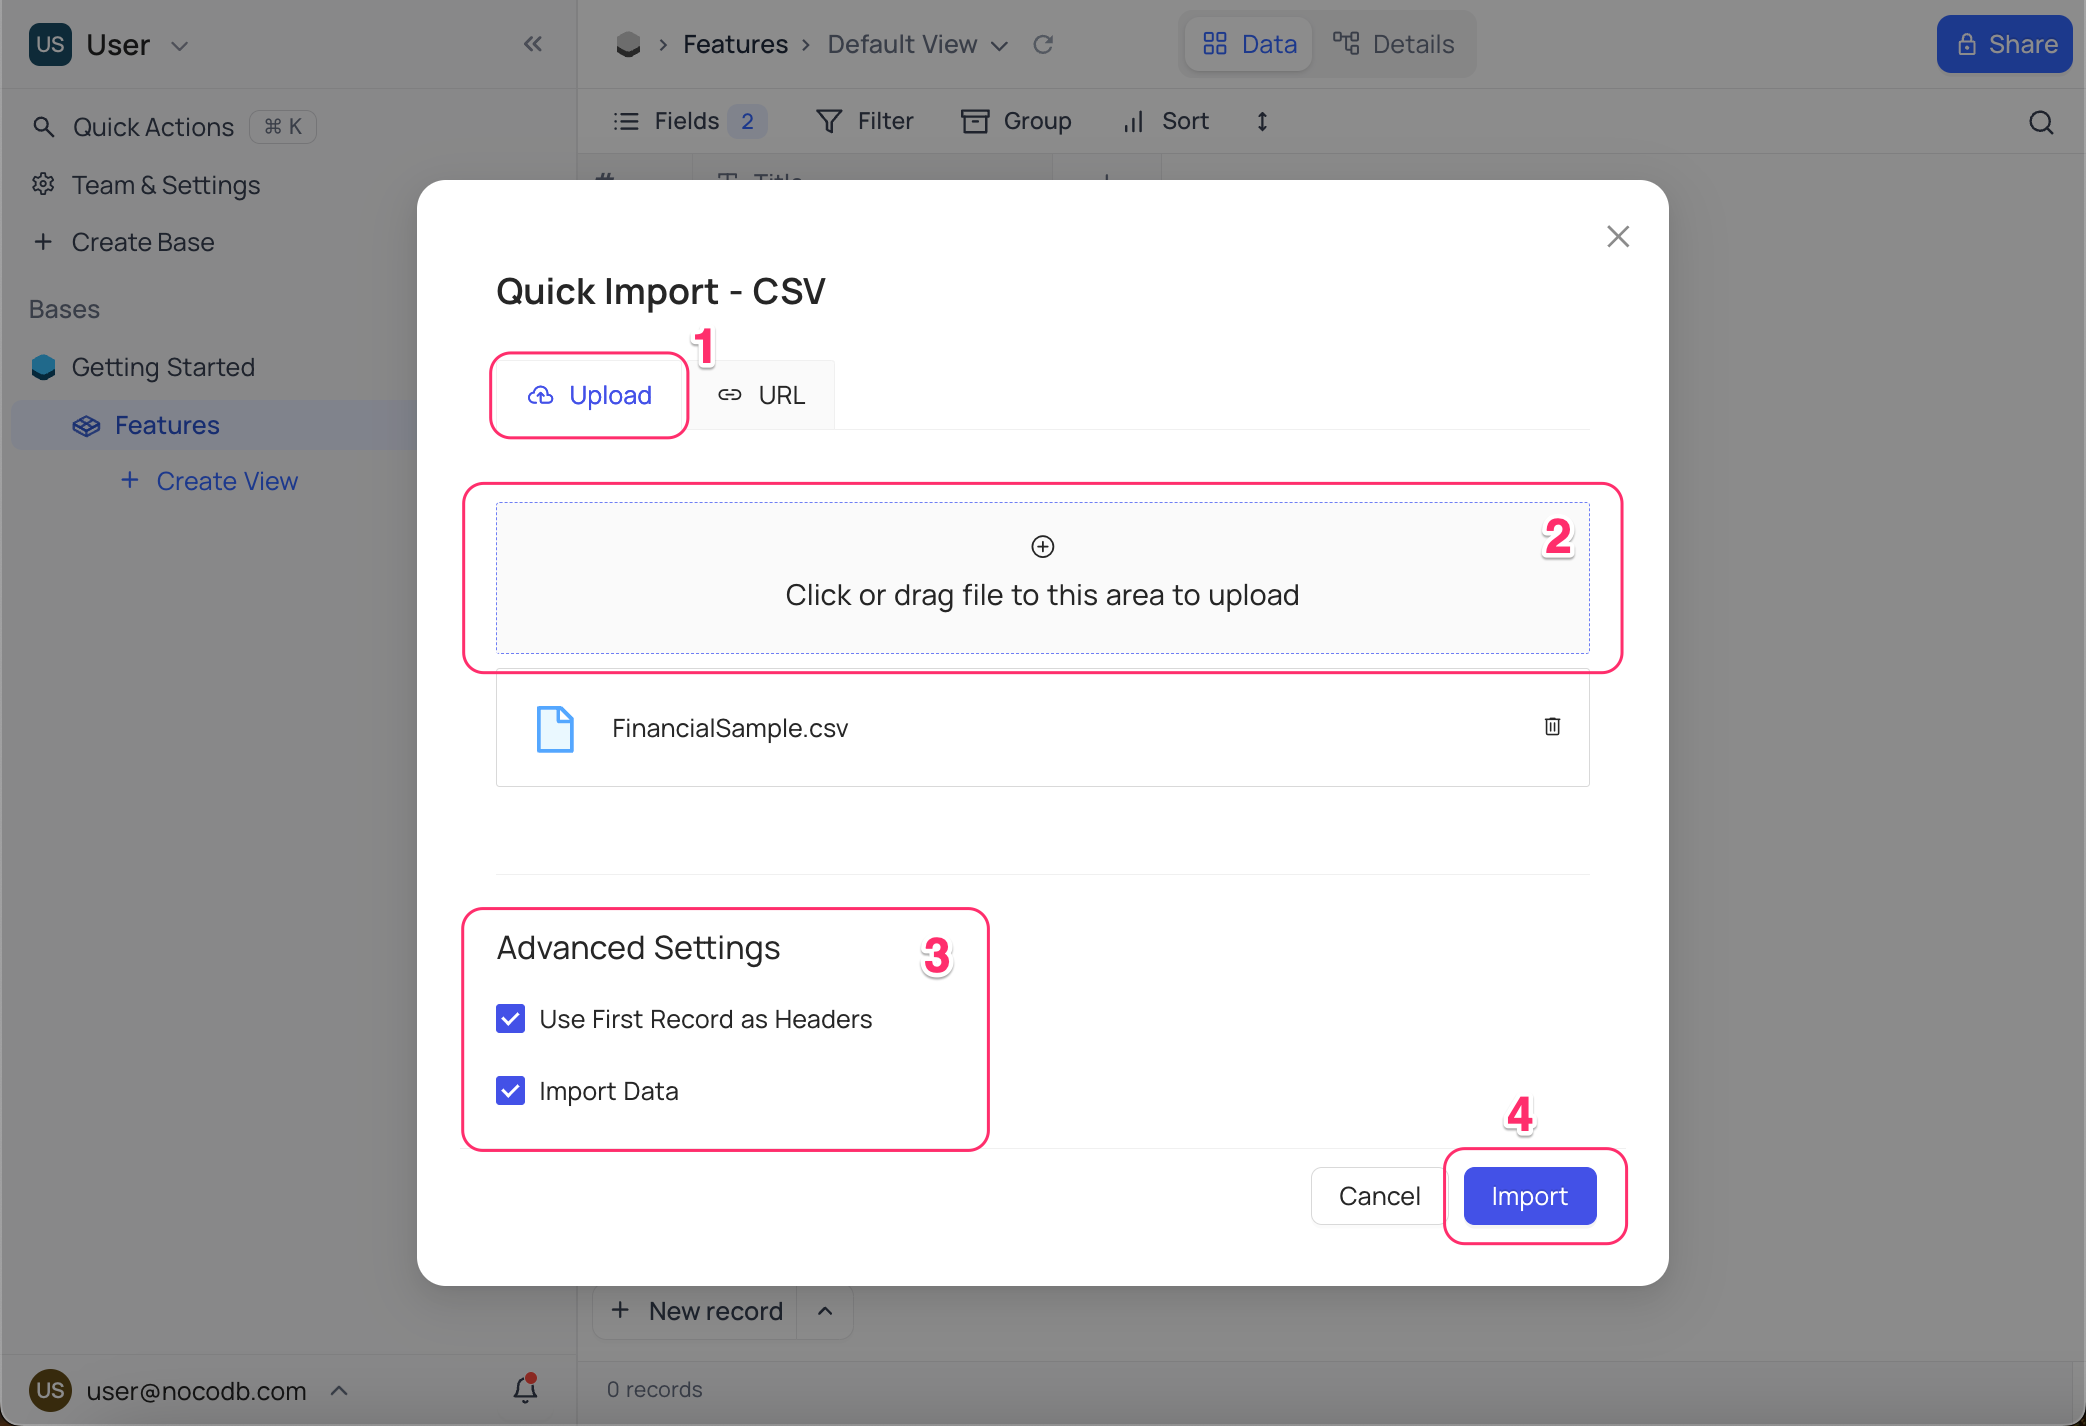 US User
Features Default View
Data Details
Share
Quick Actions ⌘ K
Fields 2 Filter Group Sort
Team & Settings
# Title
Create Base
Quick Import - CSV
Bases
1
Getting Started
Upload URL
Features
Create View
2
Click or drag file to this area to upload
FinancialSample.csv
Advanced Settings
3
Use First Record as Headers
Import Data
4
Cancel Import
New record
US user@nocodb.com
0 records